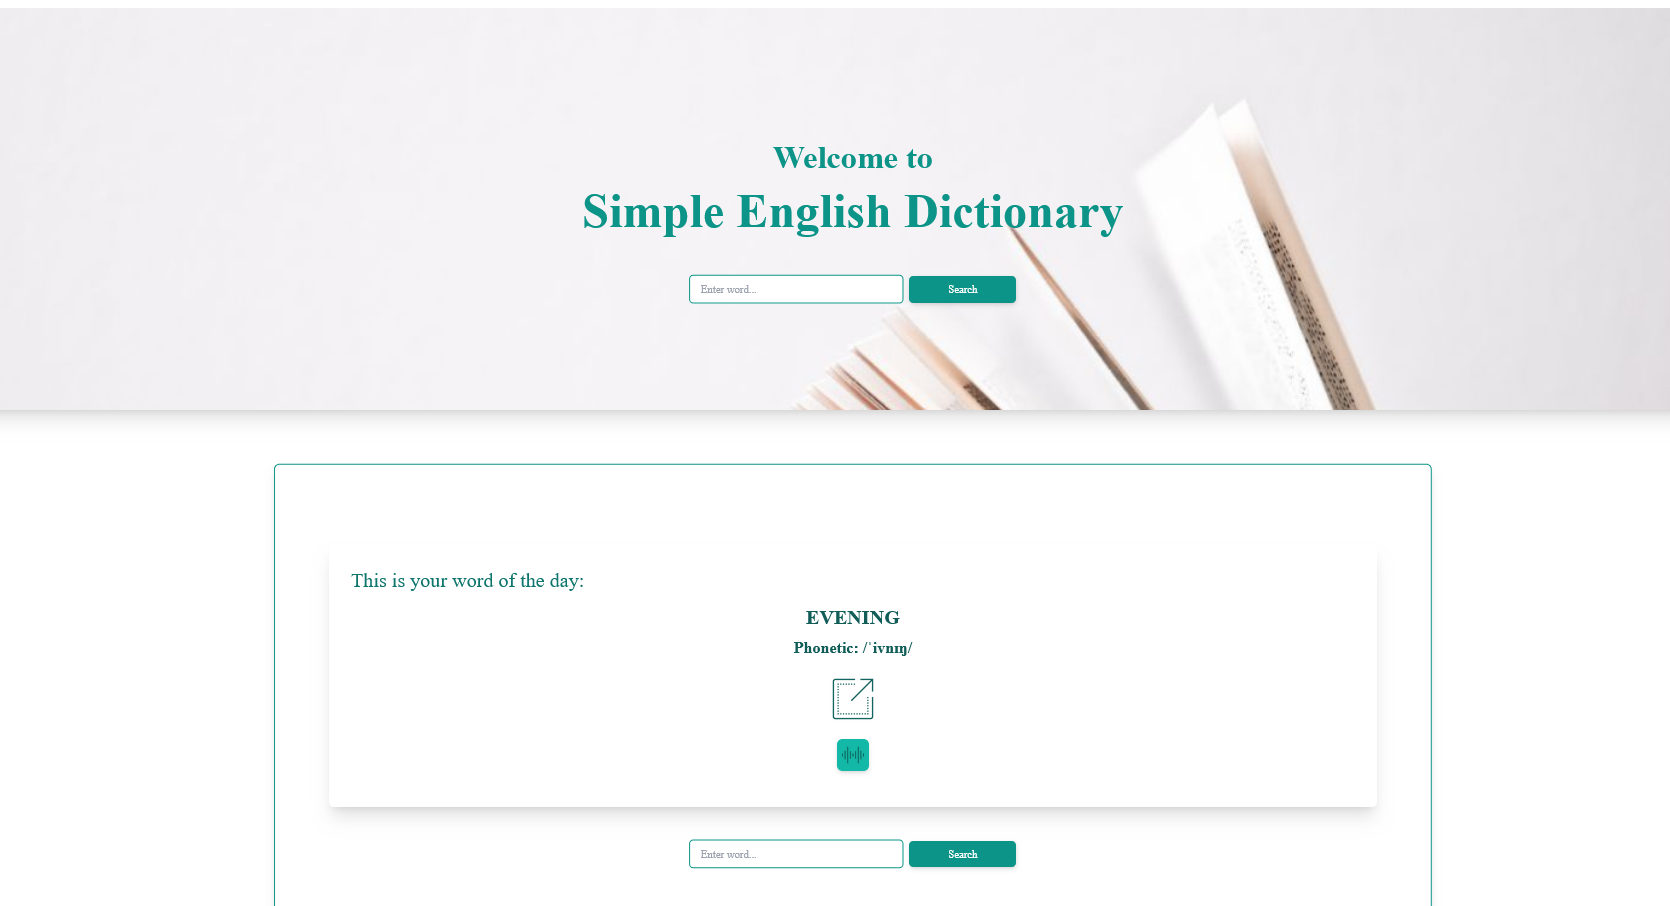 Welcome to
Simple English Dictionary
Enter word... Search
This is your word of the day:
EVENING
Phonetic: /ˈivnɪŋ/
Enter word... Search